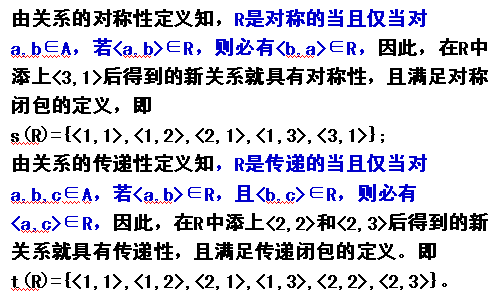 由关系的对称性定义知，R是对称的当且仅当对
a,b∈A，若<a,b>∈R，则必有<b,a>∈R，因此，在R中
添上<3,1>后得到的新关系就具有对称性，且满足对称
闭包的定义，即
s(R)={<1,1>,<1,2>,<2,1>,<1,3>,<3,1>};
由关系的传递性定义知，R是传递的当且仅当对
a,b,c∈A，若<a,b>∈R，且<b,c>∈R，则必有
<a,c>∈R，因此，在R中添上<2,2>和<2,3>后得到的新
关系就具有传递性，且满足传递闭包的定义。即
t(R)={<1,1>,<1,2>,<2,1>,<1,3>,<2,2>,<2,3>}。